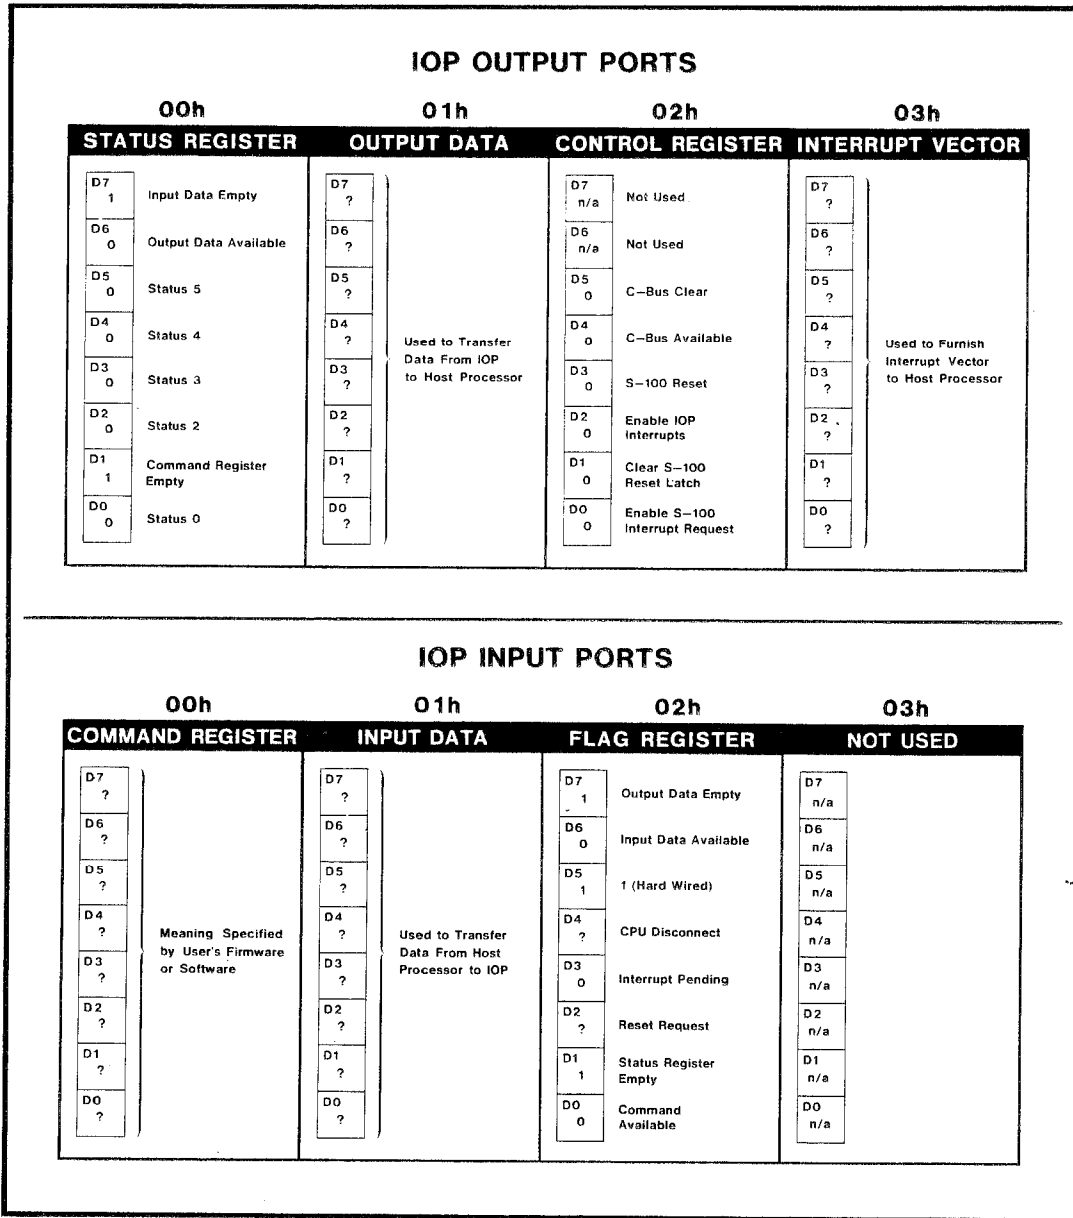 IOP OUTPUT PORTS
00h
STATUS REGISTER
D7
1
Input Data Empty
D6
0
Output Data Available
D5
0
Status 5
D4
0
Status 4
D3
0
Status 3
D2
0
Status 2
D1
1
Command Register
Empty
D0
0
Status 0
01h
OUTPUT DATA
D7
?
D6
?
D5
?
D4
?
D3
?
D2
?
D1
?
D0
?
Used to Transfer
Data From IOP
to Host Processor
02h
CONTROL REGISTER
D7
n/a
Not Used
D6
n/a
Not Used
D5
0
C-Bus Clear
D4
0
C-Bus Available
D3
0
S-100 Reset
D2
0
Enable IOP
Interrupts
D1
0
Clear S-100
Reset Latch
D0
0
Enable S-100
Interrupt Request
03h
INTERRUPT VECTOR
D7
?
D6
?
D5
?
D4
?
D3
?
D2
?
D1
?
D0
?
Used to Furnish
Interrupt Vector
to Host Processor
IOP INPUT PORTS
00h
COMMAND REGISTER
D7
?
D6
?
D5
?
D4
?
D3
?
D2
?
D1
?
D0
?
Meaning Specified
by User's Firmware
or Software
01h
INPUT DATA
D7
?
D6
?
D5
?
D4
?
D3
?
D2
?
D1
?
D0
?
Used to Transfer
Data From Host
Processor to IOP
02h
FLAG REGISTER
D7
1
Output Data Empty
D6
0
Input Data Available
D5
1
1 (Hard Wired)
D4
?
CPU Disconnect
D3
0
Interrupt Pending
D2
?
Reset Request
D1
1
Status Register
Empty
D0
0
Command
Available
03h
NOT USED
D7
n/a
D6
n/a
D5
n/a
D4
n/a
D3
n/a
D2
n/a
D1
n/a
D0
n/a